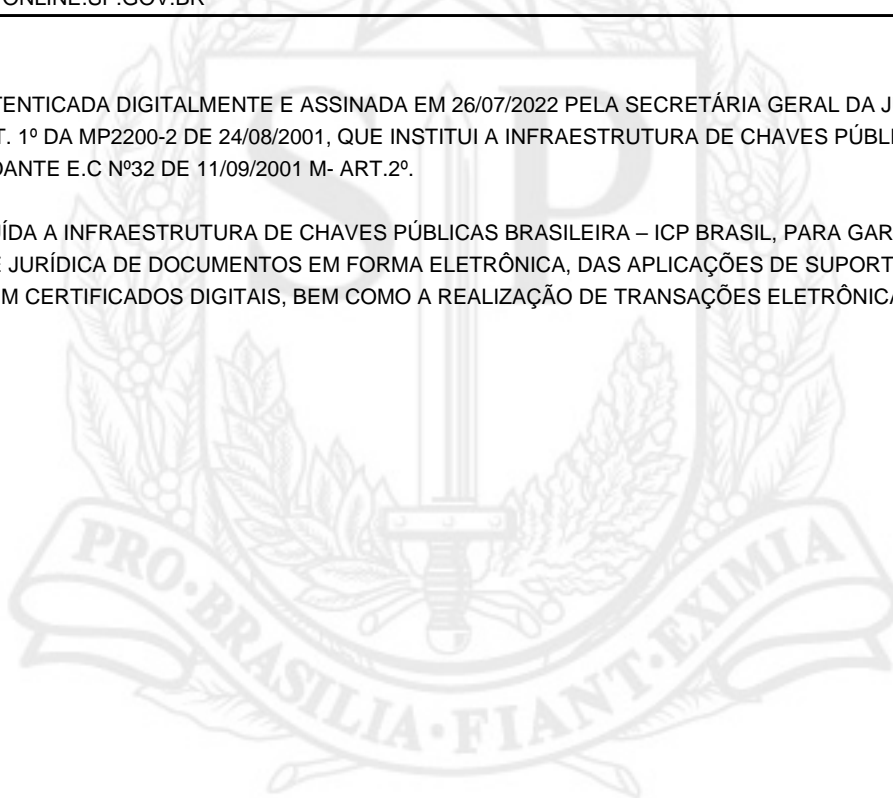 ONLINE.SP.GOV.BR
TENTICADA DIGITALMENTE E ASSINADA EM 26/07/2022 PELA SECRETÁRIA GERAL DA J
T. 1º DA MP2200-2 DE 24/08/2001, QUE INSTITUI A INFRAESTRUTURA DE CHAVES PÚBLI
DANTE E.C Nº32 DE 11/09/2001 M- ART.2º.
UÍDA A INFRAESTRUTURA DE CHAVES PÚBLICAS BRASILEIRA – ICP BRASIL, PARA GAR
E JURÍDICA DE DOCUMENTOS EM FORMA ELETRÔNICA, DAS APLICAÇÕES DE SUPORT
M CERTIFICADOS DIGITAIS, BEM COMO A REALIZAÇÃO DE TRANSAÇÕES ELETRÔNICA
SP
PRO·BRASILIA·FIANT·EXIMIA